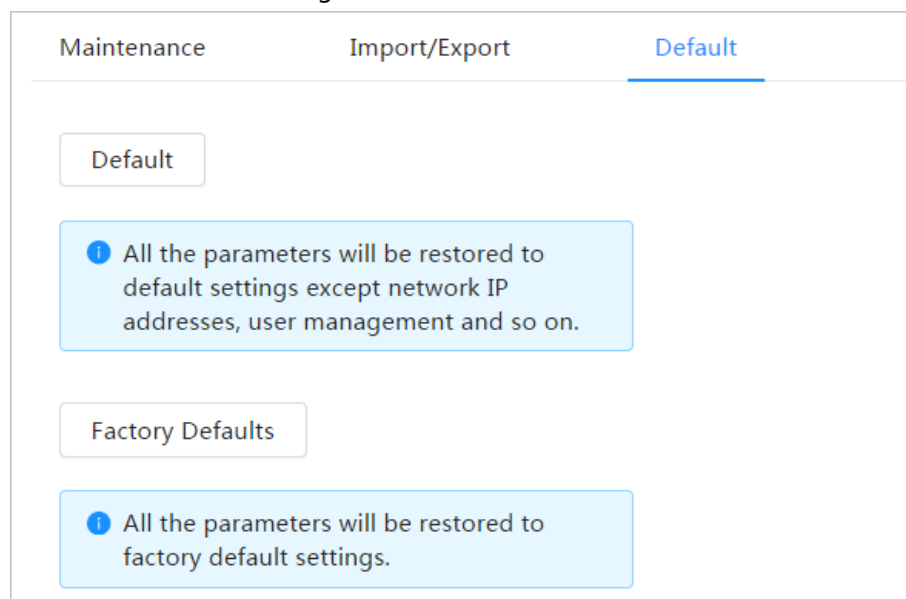 Maintenance Import/Export Default
Default
All the parameters will be restored to
default settings except network IP
addresses, user management and so on.
Factory Defaults
All the parameters will be restored to
factory default settings.